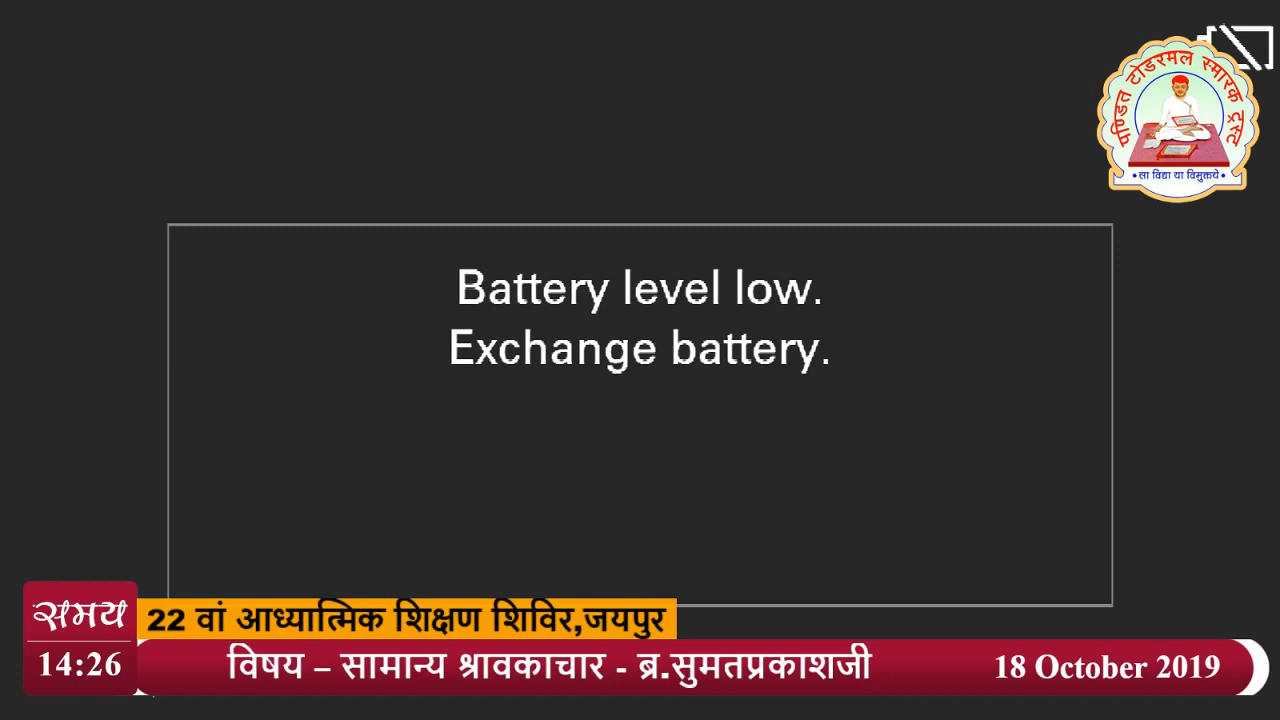 पण्डित टोडरमल स्मारक ट्रस्ट
• सा विद्या या विमुक्तये •
Battery level low.
Exchange battery.
समय
22 वां आध्यात्मिक शिक्षण शिविर,जयपुर
14:26
विषय – सामान्य श्रावकाचार - ब्र.सुमतप्रकाशजी
18 October 2019